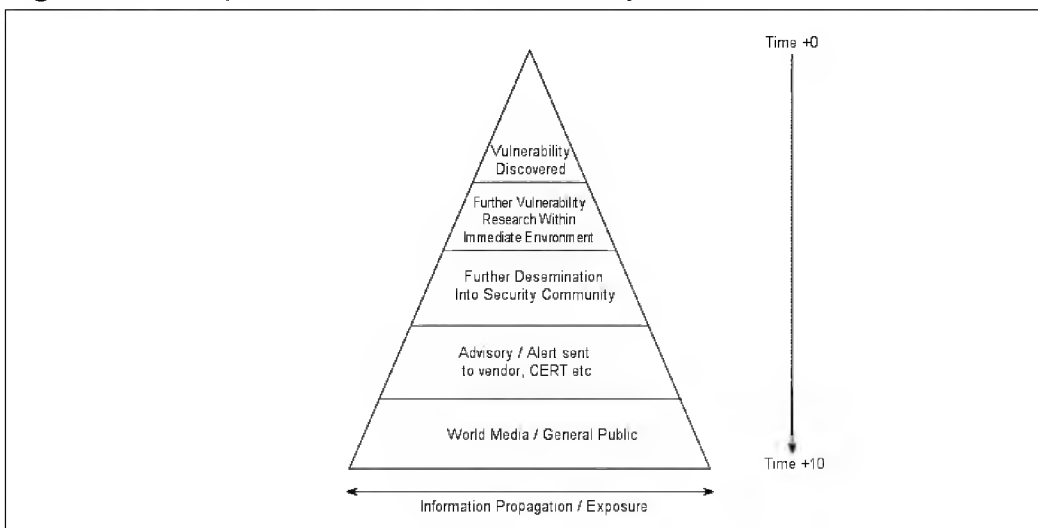 Time +0
Vulnerability
Discovered
Further Vulnerability
Research Within
Immediate Environment
Further Desemination
Into Security Community
Advisory / Alert sent
to vendor, CERT etc
World Media / General Public
Time +10
Information Propagation / Exposure